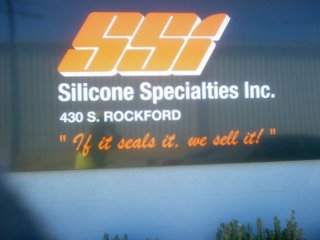 SSi
Silicone Specialties Inc.
430 S. ROCKFORD
" If it seals it, we sell it! "